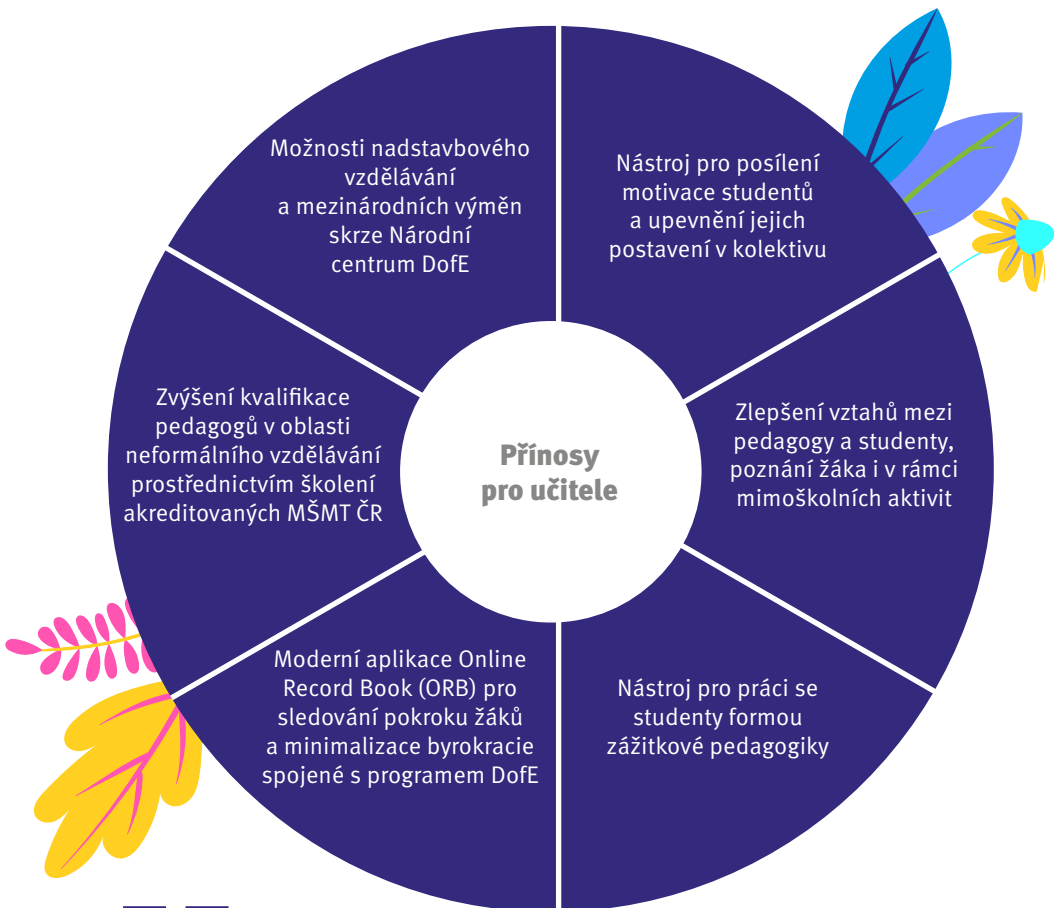 Možnosti nadstavbového
vzdělávání
a mezinárodních výměn
skrze Národní
centrum DofE
Nástroj pro posílení
motivace studentů
a upevnění jejich
postavení v kolektivu
Zvýšení kvalifikace
pedagogů v oblasti
neformálního vzdělávání
prostřednictvím školení
akreditovaných MŠMT ČR
Přínosy
pro učitele
Zlepšení vztahů mezi
pedagogy a studenty,
poznání žáka i v rámci
mimoškolních aktivit
Moderní aplikace Online
Record Book (ORB) pro
sledování pokroku žáků
a minimalizace byrokracie
spojené s programem DofE
Nástroj pro práci se
studenty formou
zážitkové pedagogiky